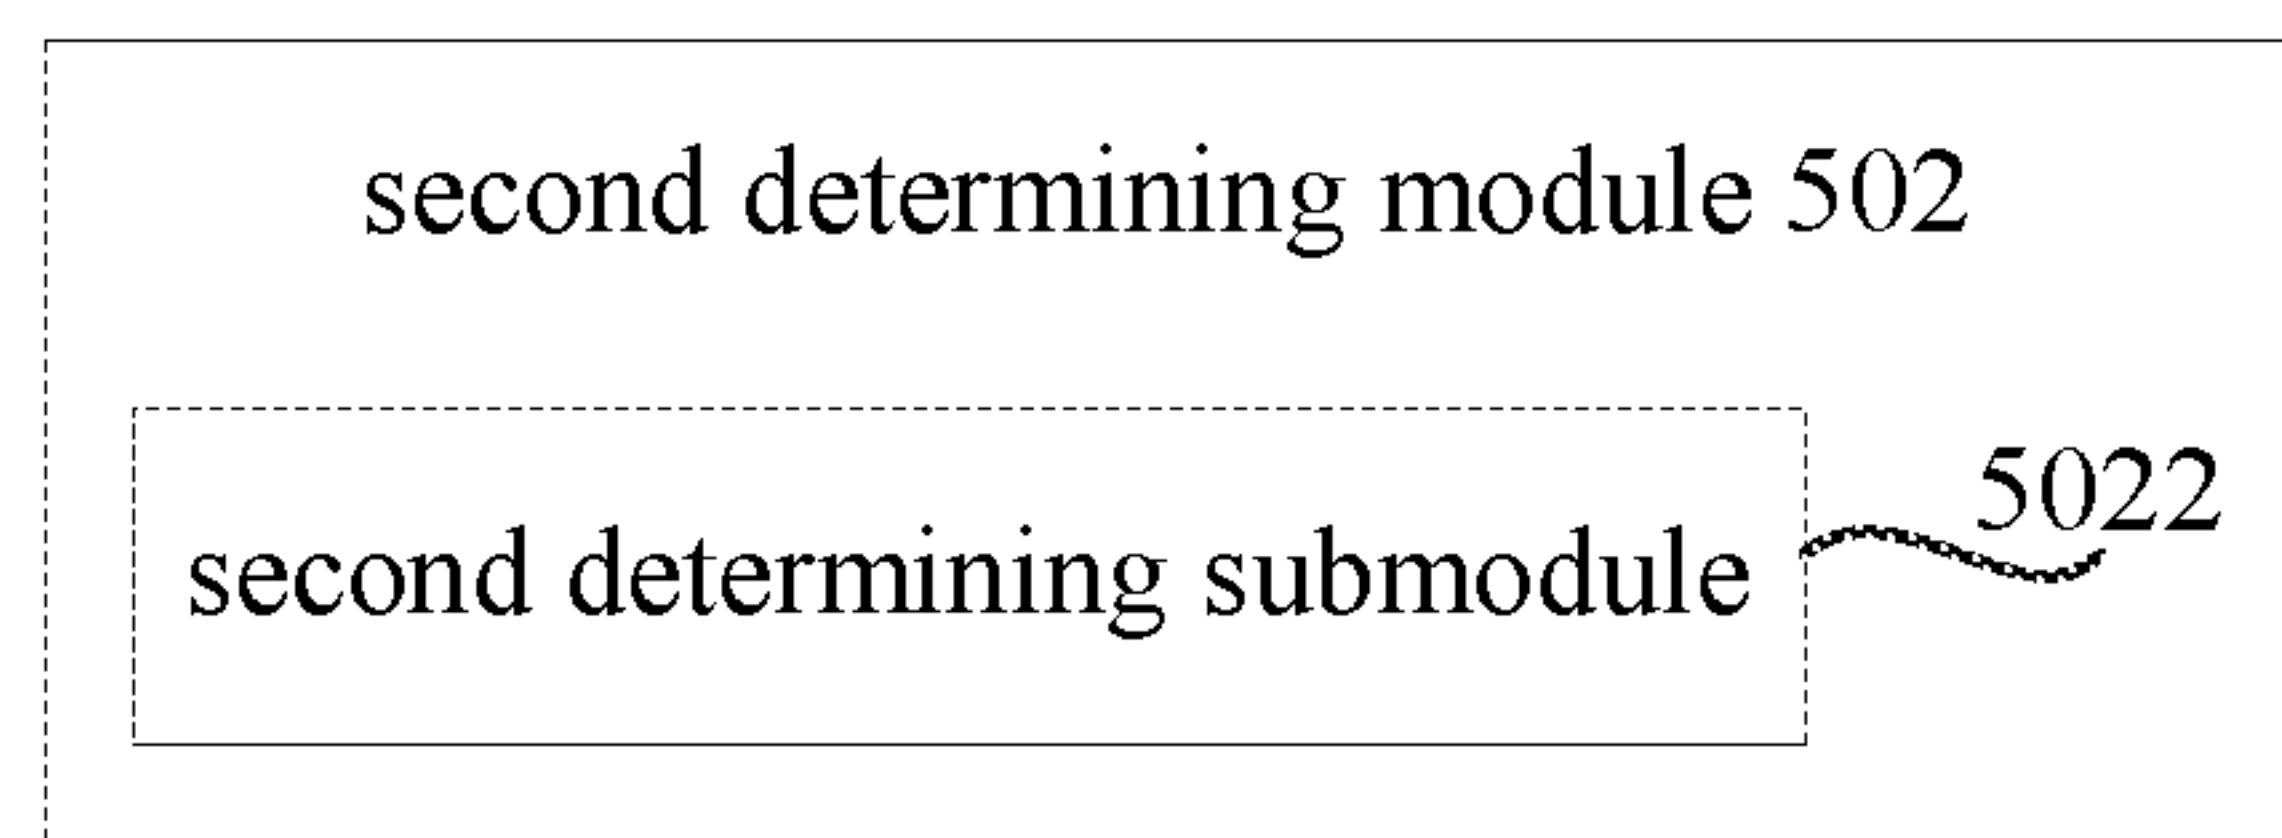 second determining module 502
5022
second determining submodule